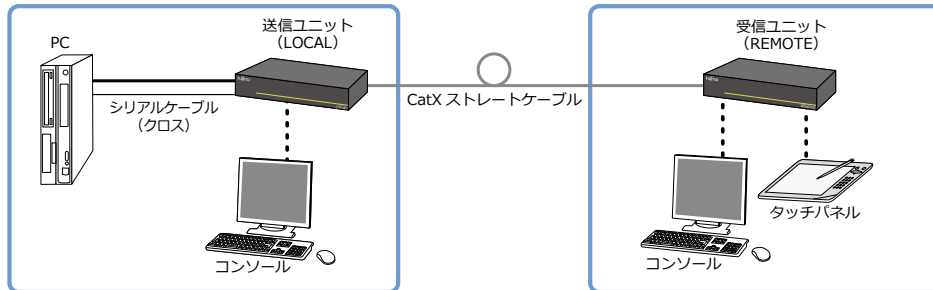 送信ユニット
（LOCAL）
受信ユニット
（REMOTE）
PC
FUJITSU
FUJITSU
シリアルケーブル
（クロス）
CatX ストレートケーブル
タッチパネル
コンソール
コンソール